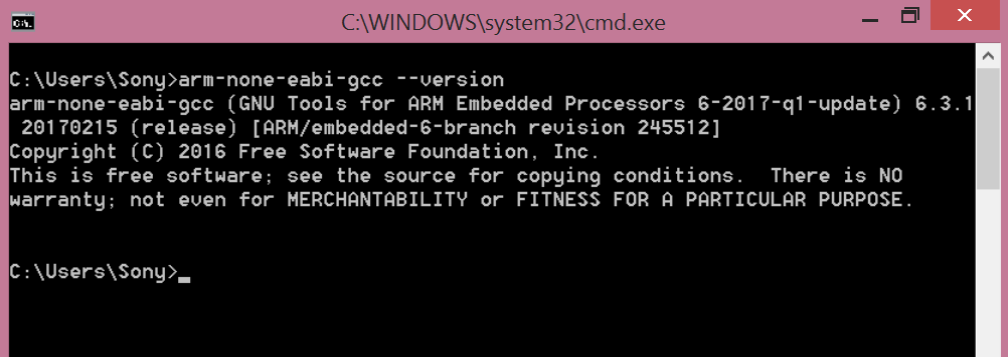 C:\WINDOWS\system32\cmd.exe
C:\Users\Sony>arm-none-eabi-gcc --version
arm-none-eabi-gcc (GNU Tools for ARM Embedded Processors 6-2017-q1-update) 6.3.1
 20170215 (release) [ARM/embedded-6-branch revision 245512]
Copyright (C) 2016 Free Software Foundation, Inc.
This is free software; see the source for copying conditions.  There is NO
warranty; not even for MERCHANTABILITY or FITNESS FOR A PARTICULAR PURPOSE.
C:\Users\Sony>_